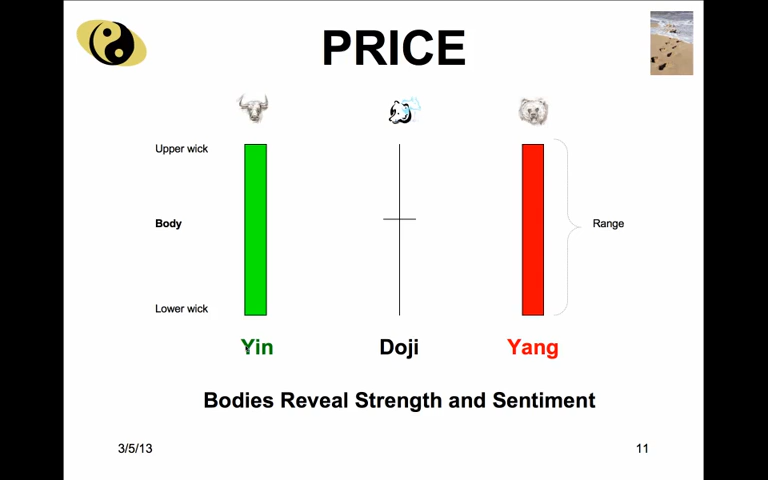 PRICE
Upper wick
Body
Range
Lower wick
Yin
Doji
Yang
Bodies Reveal Strength and Sentiment
3/5/13
11